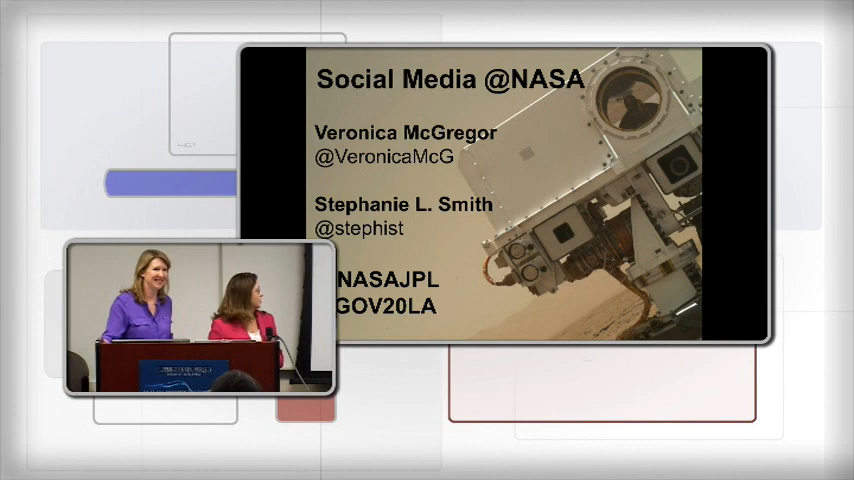 Social Media @NASA
Veronica McGregor
@VeronicaMcG
Stephanie L. Smith
@stephist
NASAJPL
GOV20LA